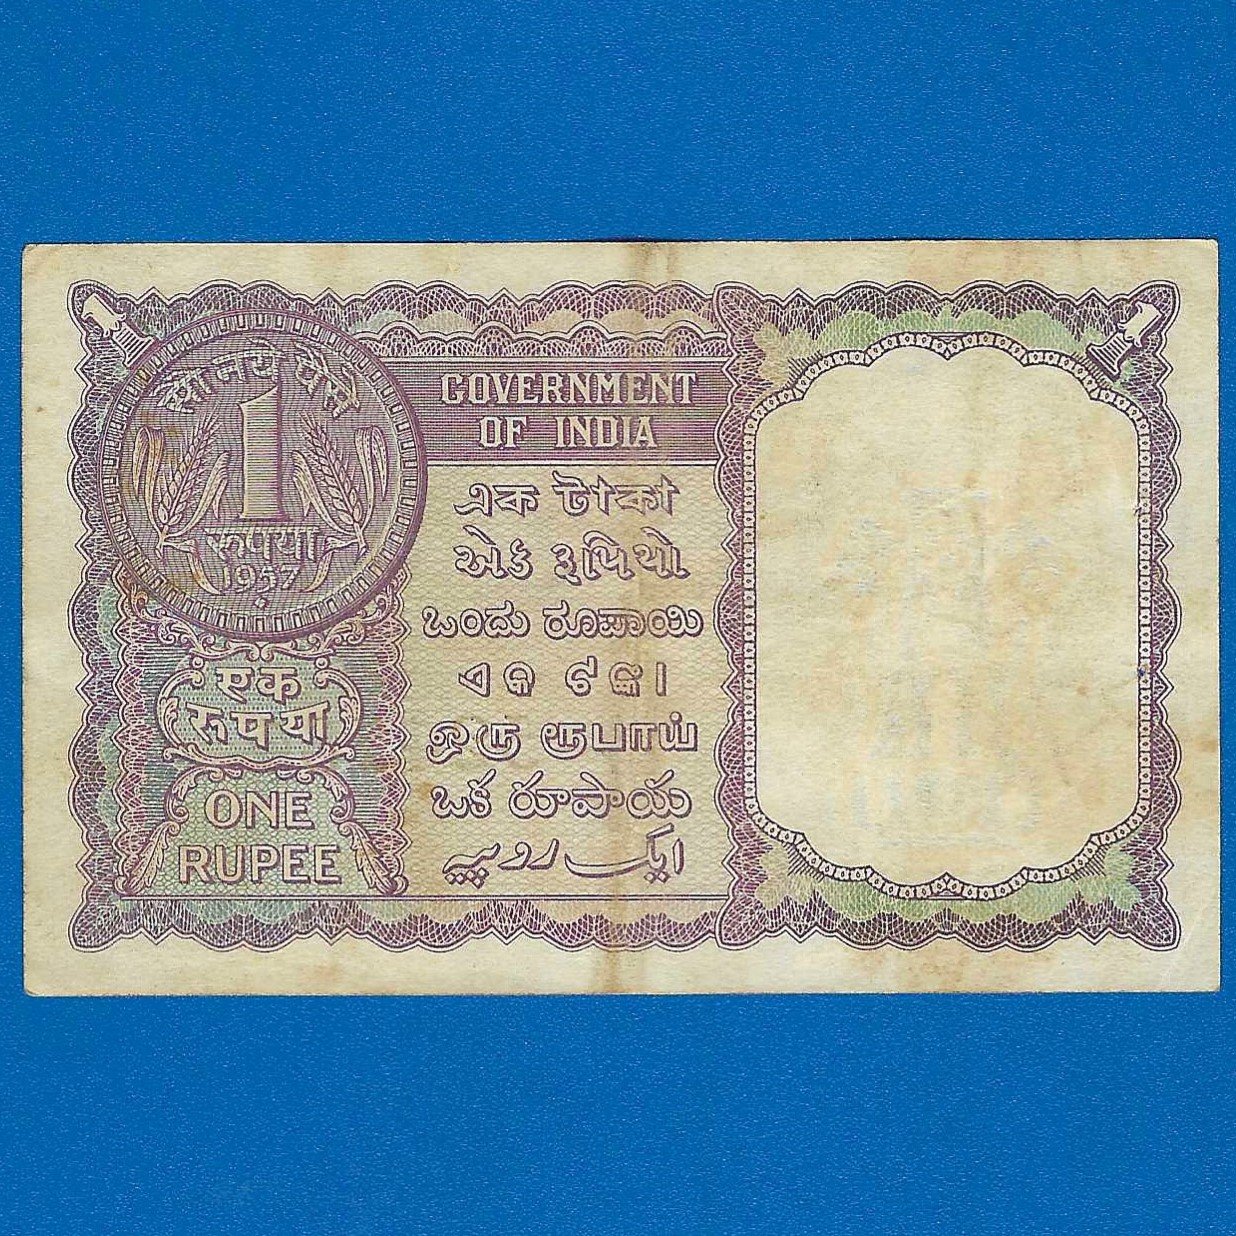 सौ नये पैसे
1
रूपया
1957
एक
रूपया
ONE
RUPEE
GOVERNMENT
OF INDIA
এক টাকা
એક રૂપિયો
ಒಂದು ರೂಪಾಯಿ
ଏକ ଟଙ୍କା
ஒரு ரூபாய்
ఒక రూపాయ
ایک روپیہ